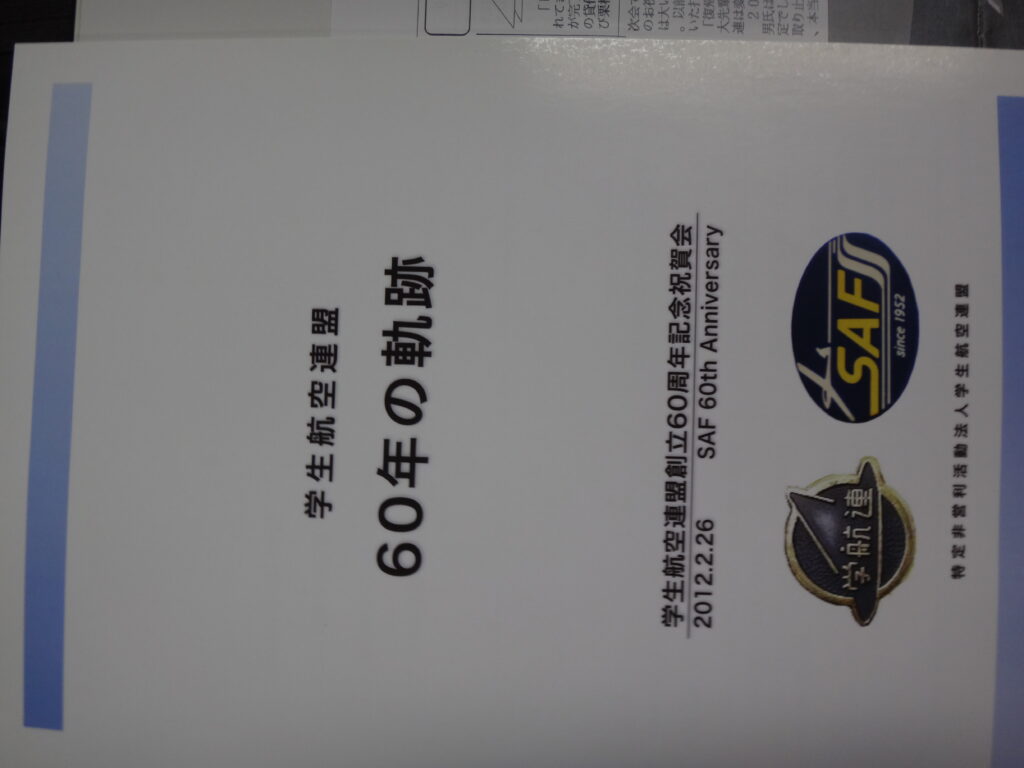 学生航空連盟
60年の軌跡
学生航空連盟創立60周年記念祝賀会
2012.2.26 SAF 60th Anniversary
学航連
SAF
since 1952
特定非営利活動法人学生航空連盟